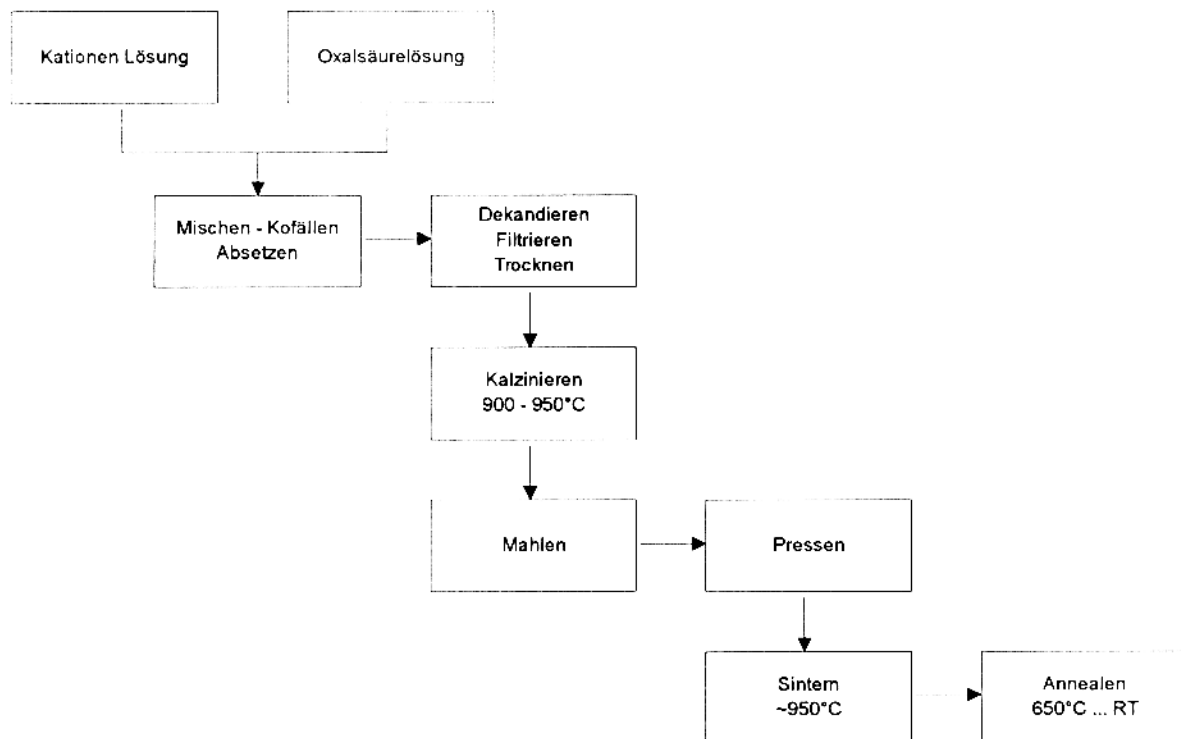 Kationen Lösung
Oxalsäurelösung
Mischen - Kofällen
Absetzen
Dekandieren
Filtrieren
Trocknen
Kalzinieren
900 - 950°C
Mahlen
Pressen
Sintern
~950°C
Annealen
650°C ... RT